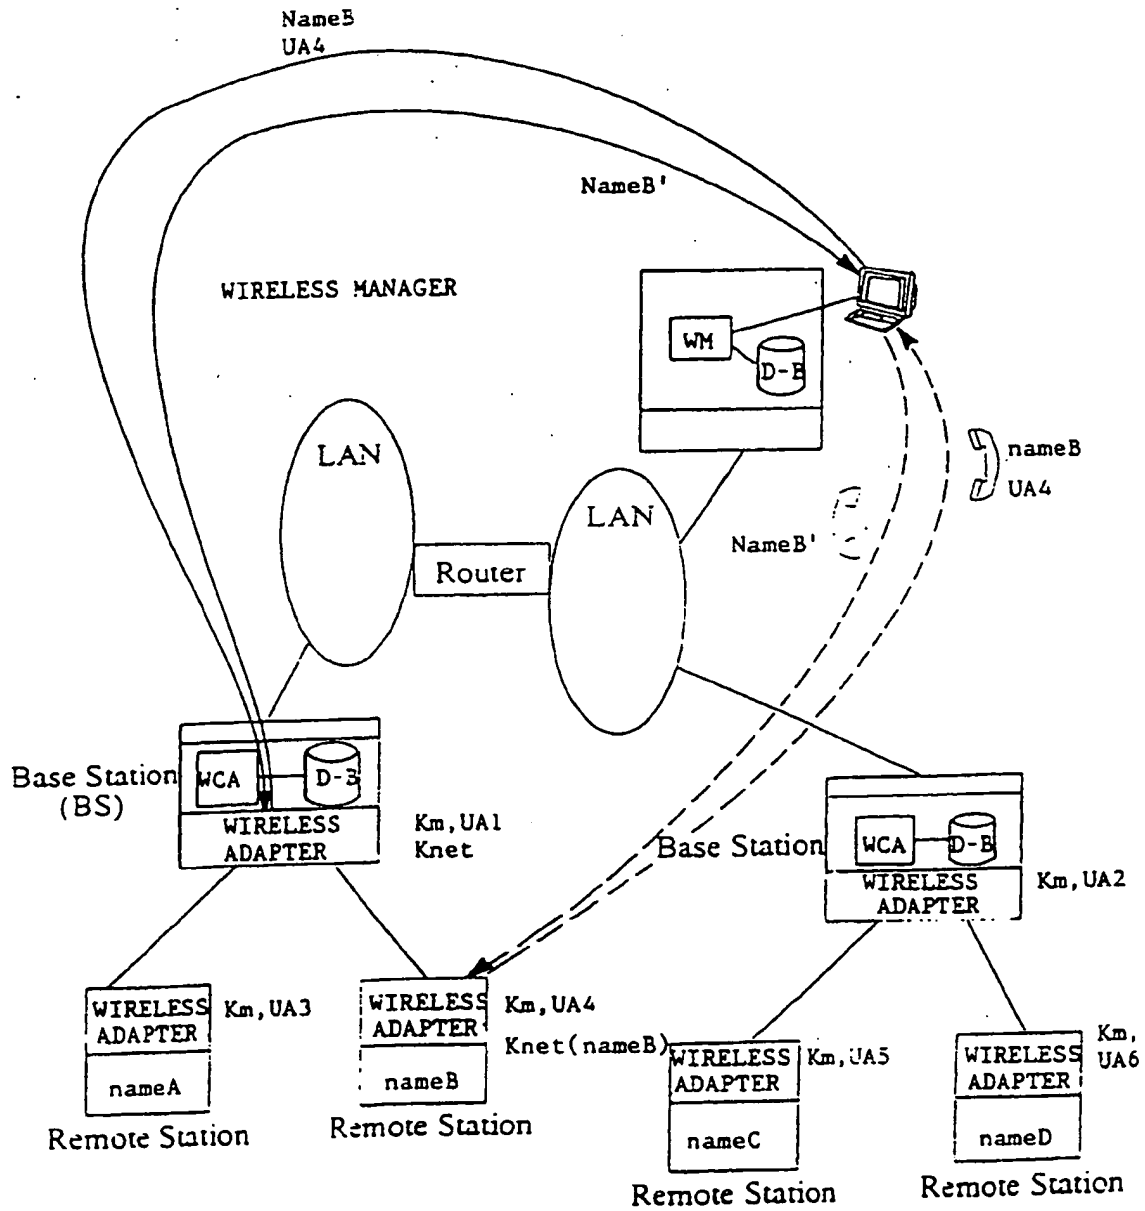 NameB
UA4
NameB'
WIRELESS MANAGER
WM
D-B
LAN
nameB
UA4
LAN
NameB'
Router
Base Station
(BS)
WCA
D-B
WIRELESS
ADAPTER
Km,UA1
Knet
Base Station
WCA
D-B
WIRELESS
ADAPTER
Km,UA2
WIRELESS
ADAPTER
Km,UA3
nameA
Remote Station
WIRELESS
ADAPTER
Km,UA4
Knet(nameB)
nameB
Remote Station
WIRELESS
ADAPTER
Km,UA5
nameC
Remote Station
WIRELESS
ADAPTER
Km,
UA6
nameD
Remote Station